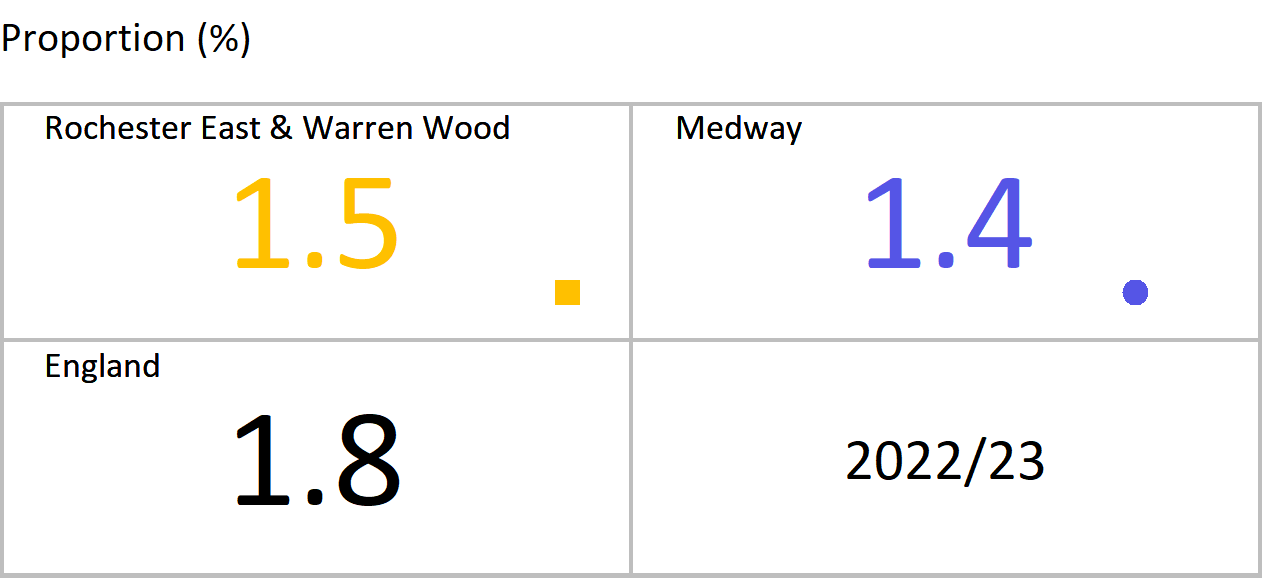 Proportion (%)
Rochester East & Warren Wood
1.5
Medway
1.4
England
1.8
2022/23